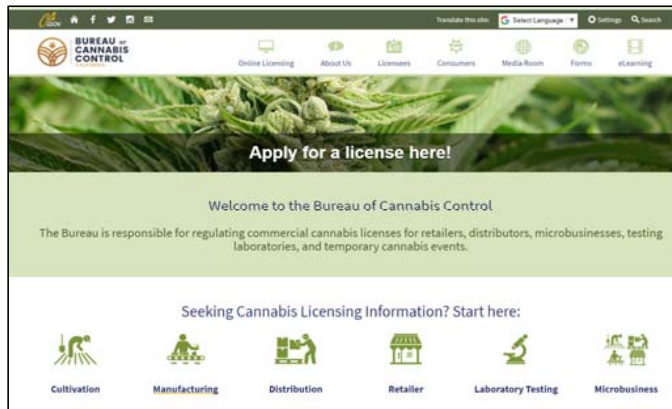 CA.GOV
Translate this site: Select Language ▼ Settings Search
BUREAU OF
CANNABIS
CONTROL
CALIFORNIA
Online Licensing About Us Licensees Consumers Media Room Forms eLearning
Apply for a license here!
Welcome to the Bureau of Cannabis Control
The Bureau is responsible for regulating commercial cannabis licenses for retailers, distributors, microbusinesses, testing
laboratories, and temporary cannabis events.
Seeking Cannabis Licensing Information? Start here:
Cultivation Manufacturing Distribution Retailer Laboratory Testing Microbusiness